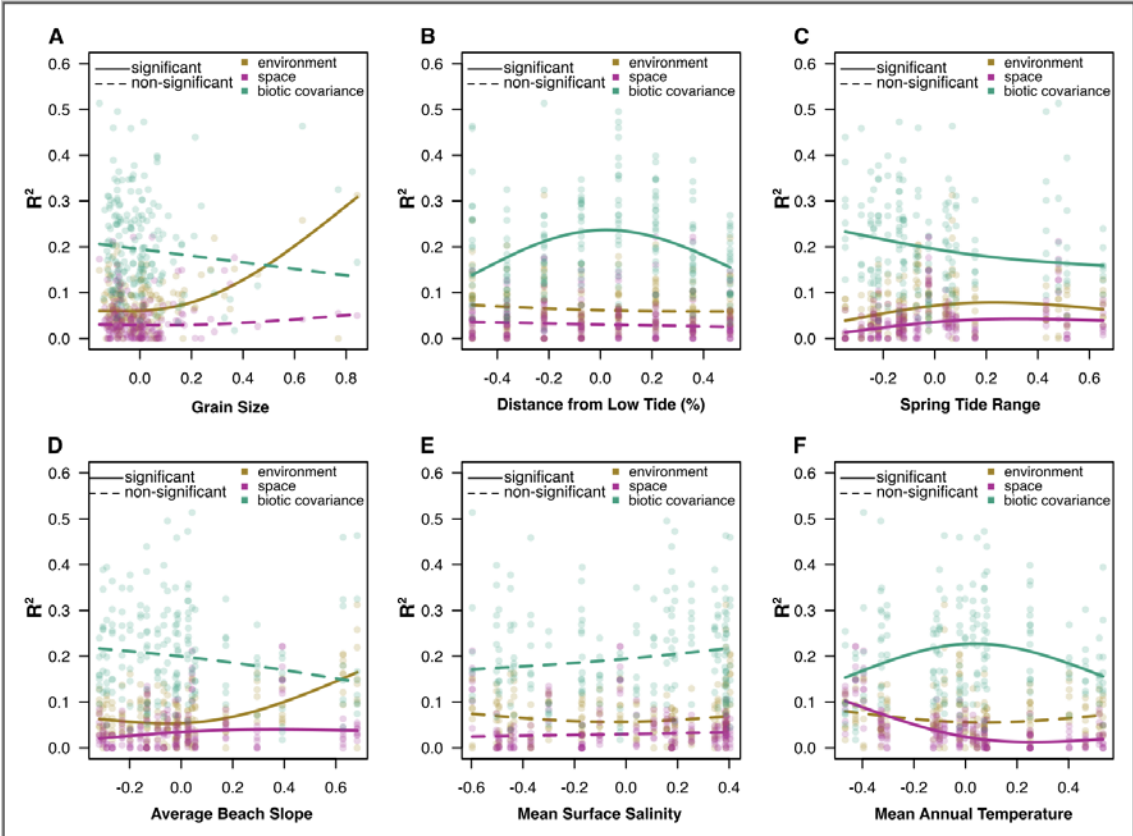 A
significant
non-significant
environment
space
biotic covariance
0.6
0.5
0.4
0.3
0.2
0.1
0.0
R²
0.0 0.2 0.4 0.6 0.8
Grain Size
B
significant
non-significant
environment
space
biotic covariance
0.6
0.5
0.4
0.3
0.2
0.1
0.0
R²
-0.4 -0.2 0.0 0.2 0.4
Distance from Low Tide (%)
C
significant
non-significant
environment
space
biotic covariance
0.6
0.5
0.4
0.3
0.2
0.1
0.0
R²
-0.2 0.0 0.2 0.4 0.6
Spring Tide Range
D
significant
non-significant
environment
space
biotic covariance
0.6
0.5
0.4
0.3
0.2
0.1
0.0
R²
-0.2 0.0 0.2 0.4 0.6
Average Beach Slope
E
significant
non-significant
environment
space
biotic covariance
0.6
0.5
0.4
0.3
0.2
0.1
0.0
R²
-0.6 -0.4 -0.2 0.0 0.2 0.4
Mean Surface Salinity
F
significant
non-significant
environment
space
biotic covariance
0.6
0.5
0.4
0.3
0.2
0.1
0.0
R²
-0.4 -0.2 0.0 0.2 0.4
Mean Annual Temperature